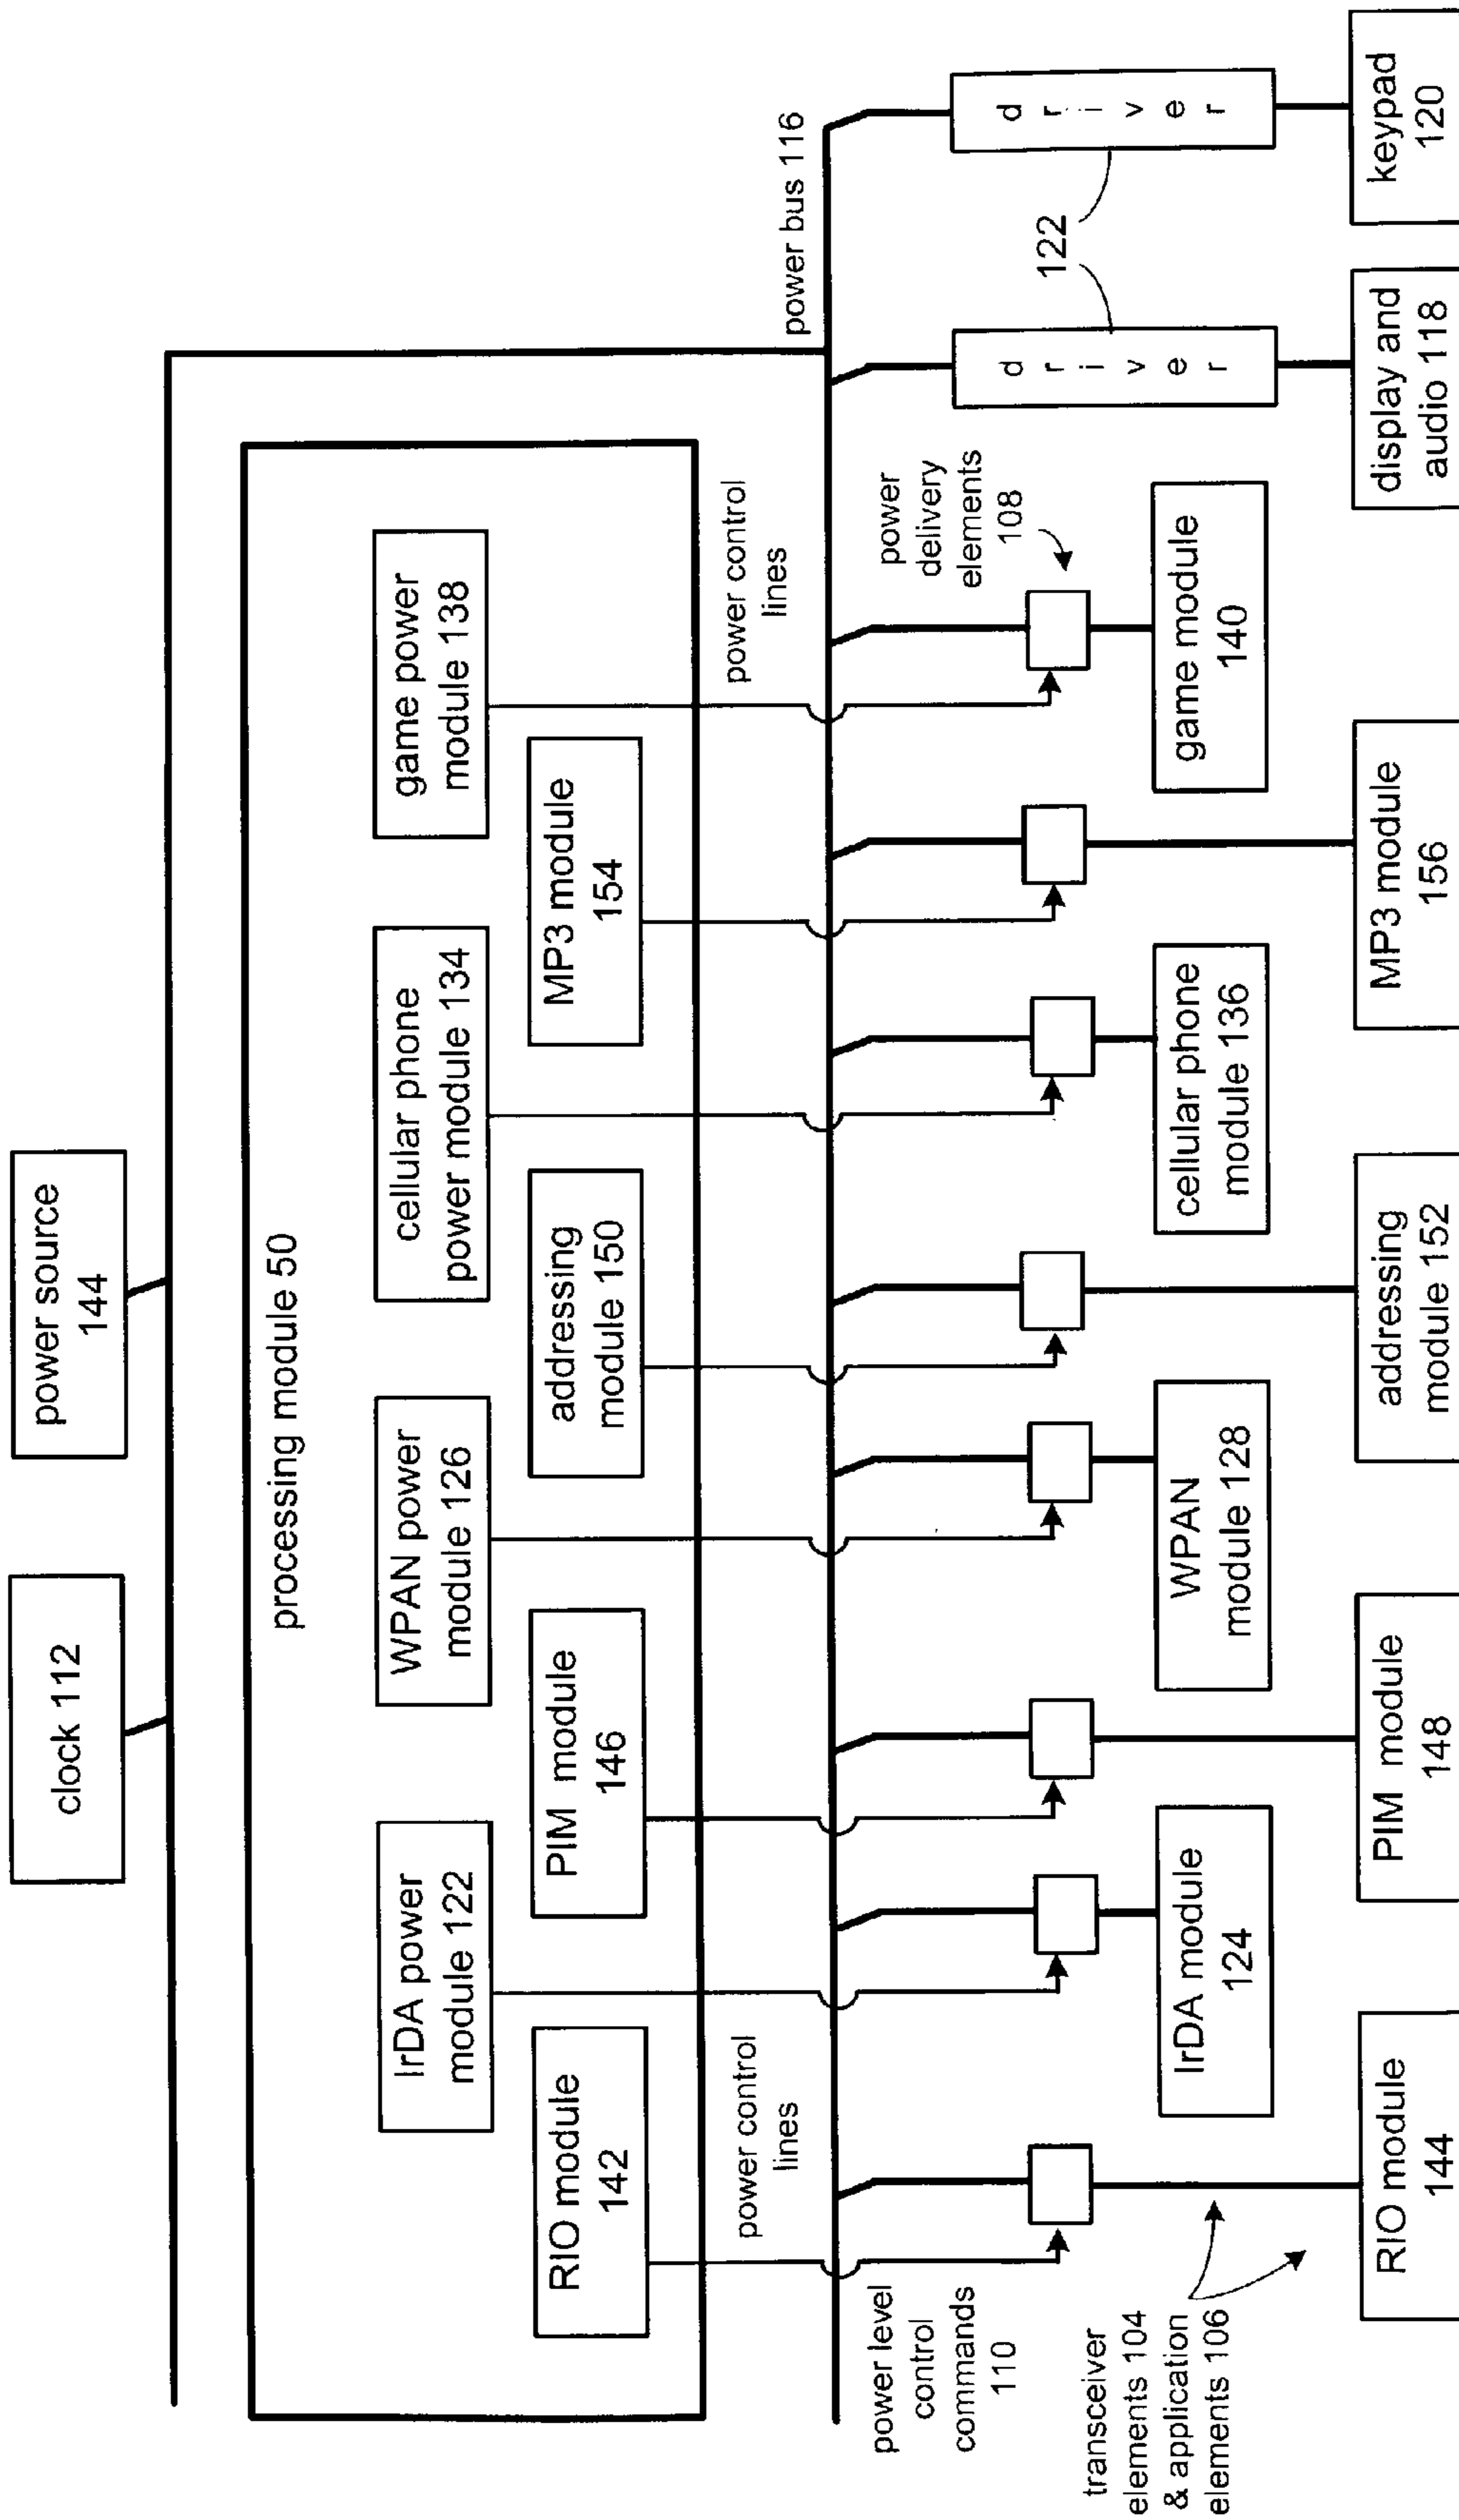 clock 112
power source
144
processing module 50
IrDA power
module 122
WPAN power
module 126
cellular phone
power module 134
game power
module 138
RIO module
142
PIM  module
146
addressing
module 150
MP3 module
154
power control
lines
power control
lines
power bus 116
power level
control
commands
110
power
delivery
elements
108
driver
driver
122
transceiver
elements 104
& application
elements 106
IrDA module
124
WPAN
module 128
cellular phone
module 136
game module
140
RIO module
144
PIM  module
148
addressing
module 152
MP3 module
156
display and
audio 118
keypad
120